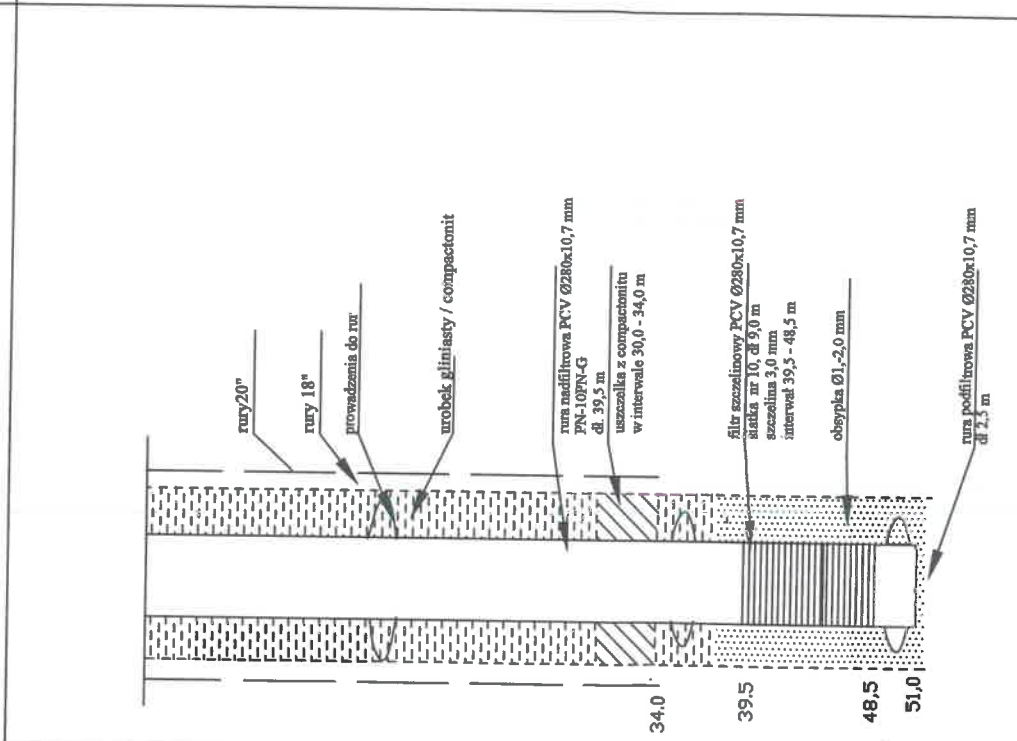 rury20"
rury 18"
prowadzenia do rur
urobek gliniasty / compactonit
rura nadfiltrowa PCV Ø280x10,7 mm
PN-10PN-G
dł. 39,5 m
uszczelka z compactonitu
w interwale 30,0 - 34,0 m
filtr szczelinowy PCV Ø280x10,7 mm
siatka nr 10, dł 9,0 m
szczelina 3,0 mm
interwał 39,5 - 48,5 m
obsypka Ø1,-2,0 mm
rura podfiltrowa PCV Ø280x10,7 mm
dł 2,5 m
34.0
39.5
48,5
51,0